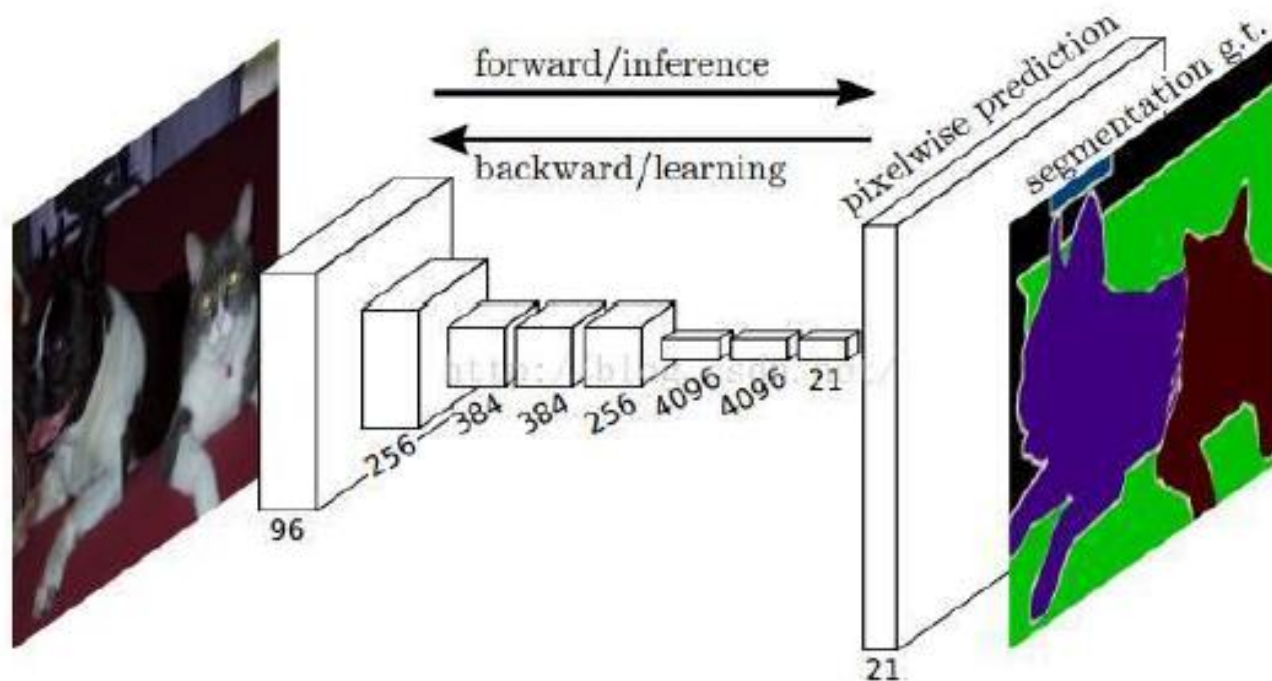 forward/inference
backward/learning
pixelwise prediction
segmentation g.t.
96
256
384
384
256
4096
4096
21
21